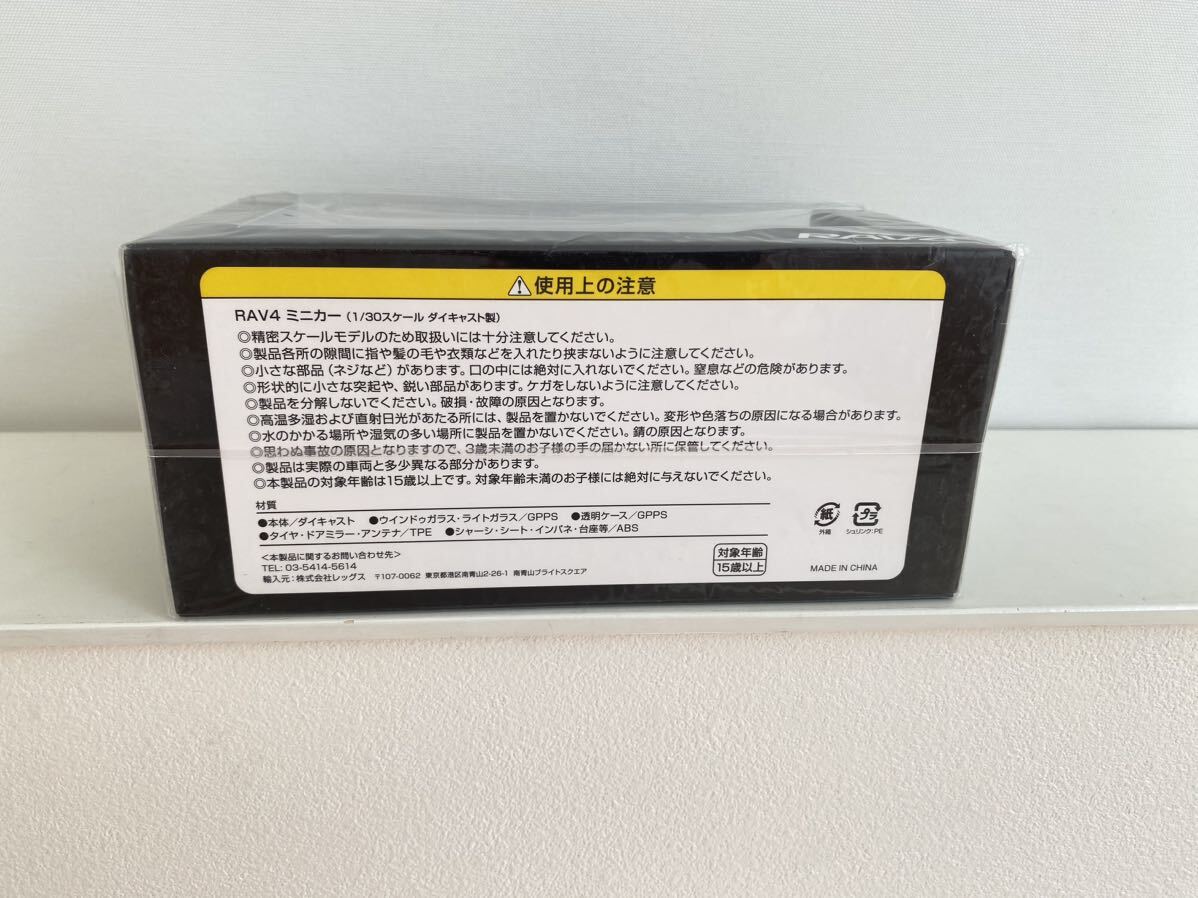 RAV4
⚠使用上の注意
RAV4 ミニカー（1/30スケール ダイキャスト製）
◎精密スケールモデルのため取扱いには十分注意してください。
◎製品各所の隙間に指や髪の毛や衣類などを入れたり挟まないように注意してください。
◎小さな部品（ネジなど）があります。口の中には絶対に入れないでください。窒息などの危険があります。
◎形状的に小さな突起や、鋭い部品があります。ケガをしないように注意してください。
◎製品を分解しないでください。破損・故障の原因となります。
◎高温多湿および直射日光があたる所には、製品を置かないでください。変形や色落ちの原因になる場合があります。
◎水のかかる場所や湿気の多い場所に製品を置かないでください。錆の原因となります。
◎思わぬ事故の原因となりますので、3歳未満のお子様の手の届かない所に保管してください。
◎製品は実際の車両と多少異なる部分があります。
◎本製品の対象年齢は15歳以上です。対象年齢未満のお子様には絶対に与えないでください。
材質
●本体／ダイキャスト ●ウインドゥガラス・ライトガラス／GPPS ●透明ケース／GPPS
●タイヤ・ドアミラー・アンテナ／TPE ●シャーシ・シート・インパネ・台座等／ABS
紙 外箱
プラ シュリンク:PE
＜本製品に関するお問い合わせ先＞
TEL: 03-5414-5614
輸入元：株式会社レッグス 〒107-0062 東京都港区南青山2-26-1 南青山ブライトスクエア
対象年齢
15歳以上
MADE IN CHINA